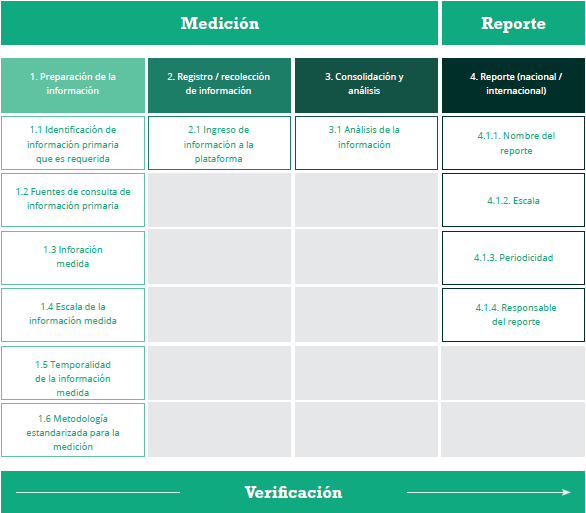 Medición
Reporte
1. Preparación de la
información
2. Registro / recolección
de información
3. Consolidación y
análisis
4. Reporte (nacional /
internacional)
1.1 Identificación de
información primaria
que es requerida
2.1 Ingreso de
información a la
plataforma
3.1 Análisis de la
información
4.1.1. Nombre del
reporte
1.2 Fuentes de consulta de
información primaria
4.1.2. Escala
1.3 Inforación
medida
4.1.3. Periodicidad
1.4 Escala de la
información medida
4.1.4. Responsable
del reporte
1.5 Temporalidad
de la información
medida
1.6 Metodología
estandarizada para la
medición
Verificación